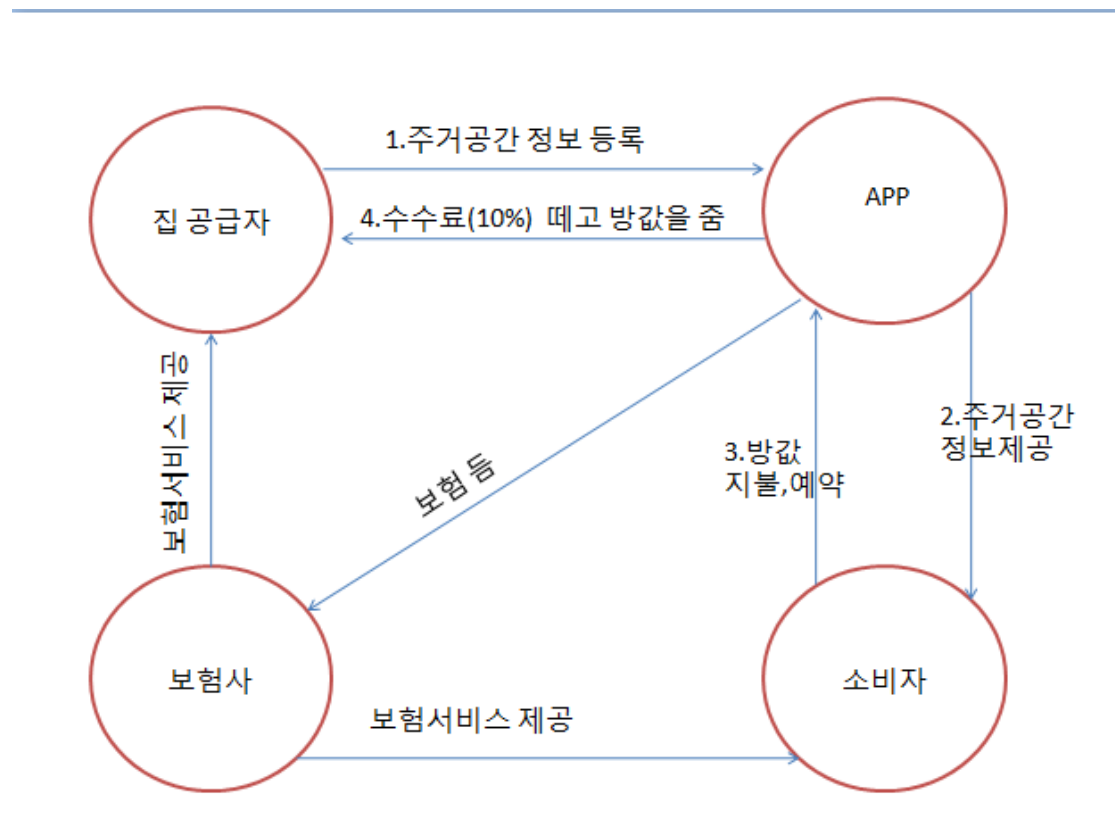 1.주거공간 정보 등록
APP
집 공급자
4.수수료(10%) 떼고 방값을 줌
보험서비스 제공
2.주거공간
정보제공
3.방값
지불,예약
보험 듬
보험사
소비자
보험서비스 제공